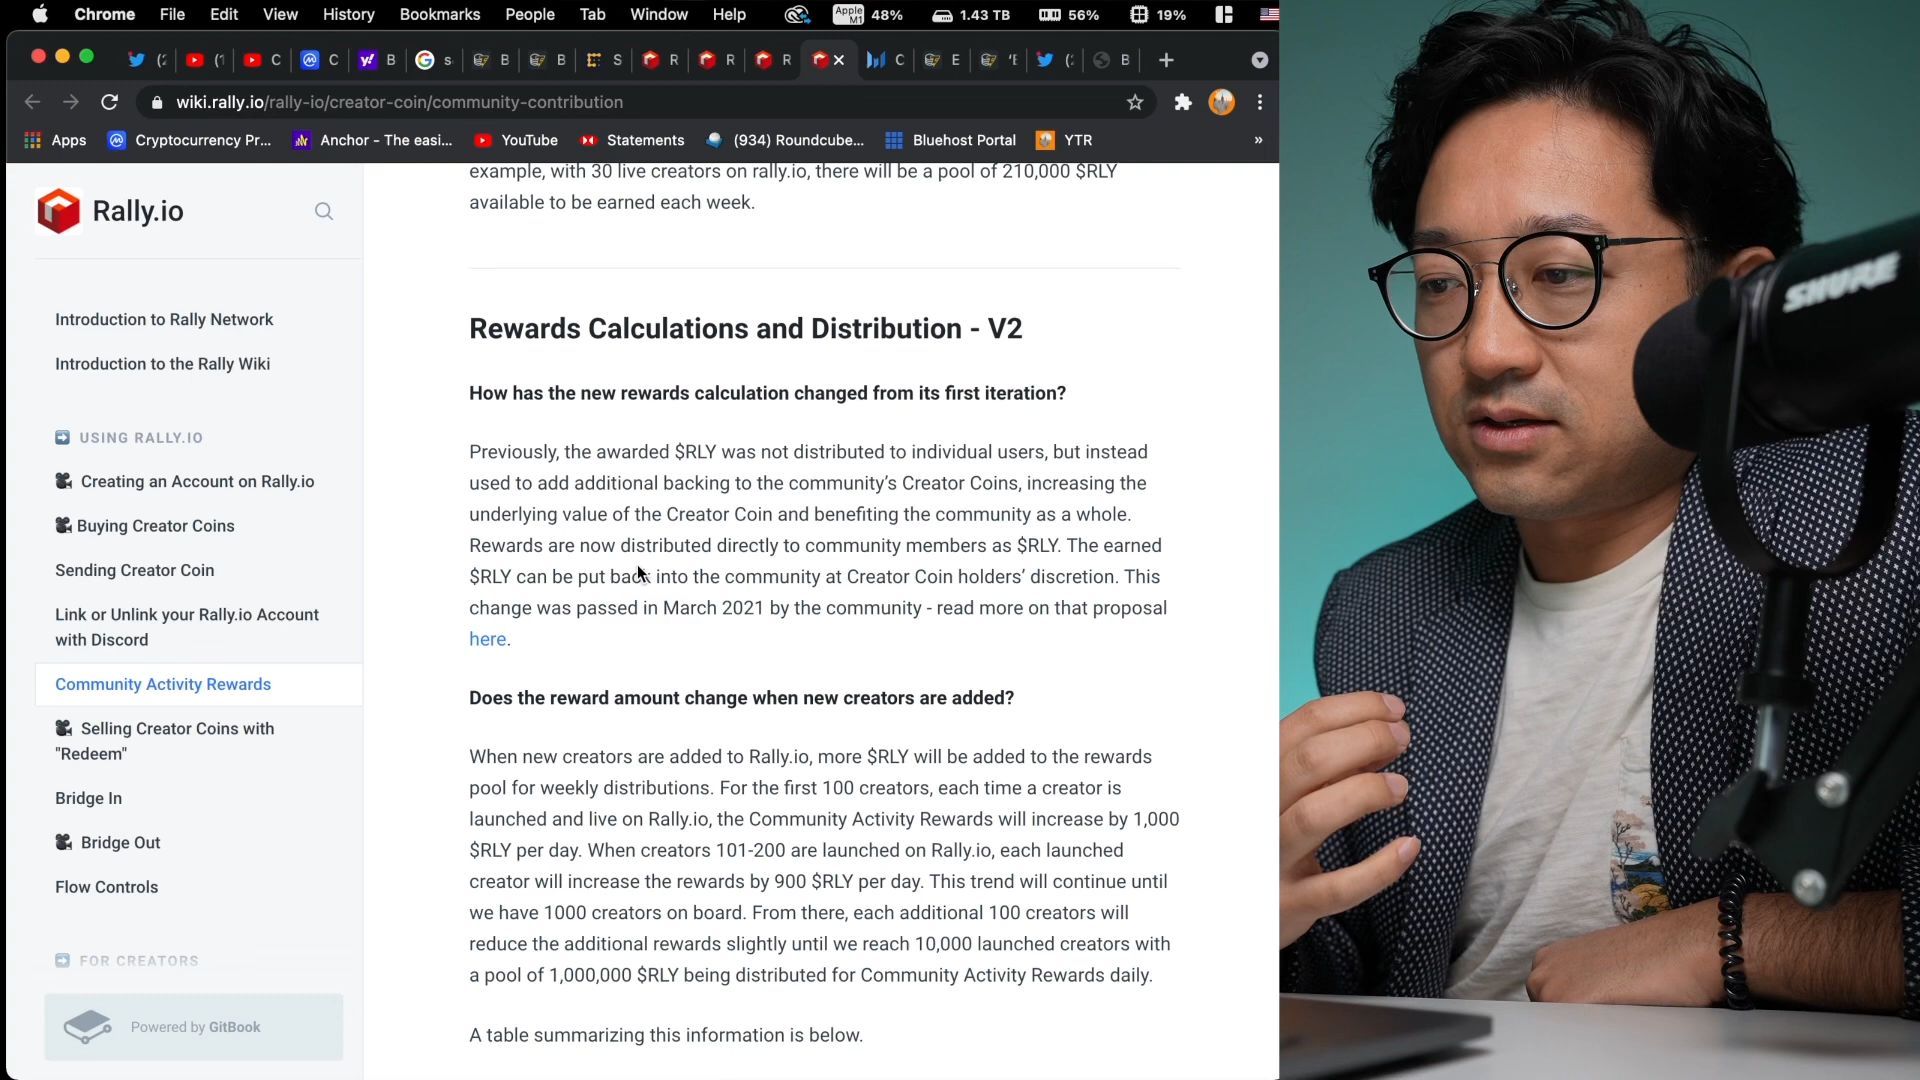 Chrome File Edit View History Bookmarks People Tab Window Help Apple M1 48% 1.43 TB 56% 19%
( ( C C B s B B S R R R C E 'E ( B
wiki.rally.io/rally-io/creator-coin/community-contribution
Apps Cryptocurrency Pr... Anchor - The easi... YouTube Statements (934) Roundcube... Bluehost Portal YTR »
Rally.io
Introduction to Rally Network
Introduction to the Rally Wiki
USING RALLY.IO
Creating an Account on Rally.io
Buying Creator Coins
Sending Creator Coin
Link or Unlink your Rally.io Account
with Discord
Community Activity Rewards
Selling Creator Coins with
"Redeem"
Bridge In
Bridge Out
Flow Controls
FOR CREATORS
Powered by GitBook
example, with 30 live creators on rally.io, there will be a pool of 210,000 $RLY
available to be earned each week.
Rewards Calculations and Distribution - V2
How has the new rewards calculation changed from its first iteration?
Previously, the awarded $RLY was not distributed to individual users, but instead
used to add additional backing to the community's Creator Coins, increasing the
underlying value of the Creator Coin and benefiting the community as a whole.
Rewards are now distributed directly to community members as $RLY. The earned
$RLY can be put back into the community at Creator Coin holders' discretion. This
change was passed in March 2021 by the community - read more on that proposal
here.
Does the reward amount change when new creators are added?
When new creators are added to Rally.io, more $RLY will be added to the rewards
pool for weekly distributions. For the first 100 creators, each time a creator is
launched and live on Rally.io, the Community Activity Rewards will increase by 1,000
$RLY per day. When creators 101-200 are launched on Rally.io, each launched
creator will increase the rewards by 900 $RLY per day. This trend will continue until
we have 1000 creators on board. From there, each additional 100 creators will
reduce the additional rewards slightly until we reach 10,000 launched creators with
a pool of 1,000,000 $RLY being distributed for Community Activity Rewards daily.
A table summarizing this information is below.
SHURE